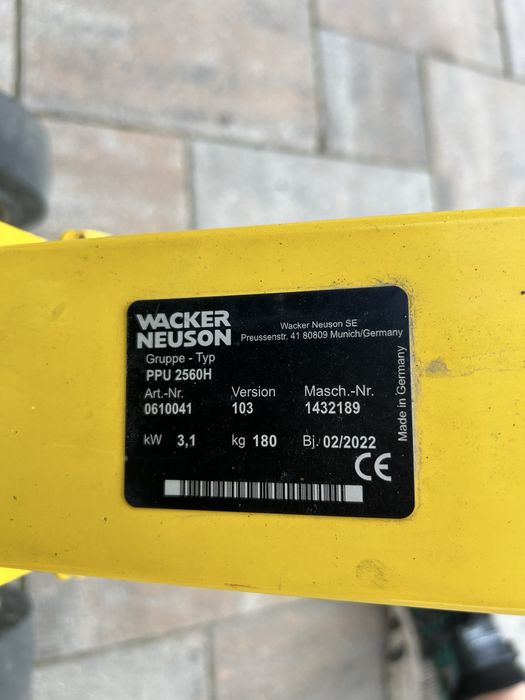 WACKER
NEUSON
Wacker Neuson SE
Preussenstr. 41 80809 Munich/Germany
Gruppe - Typ
PPU 2560H
Art.-Nr. Version Masch.-Nr.
0610041 103 1432189
kW 3,1 kg 180 Bj. 02/2022
CE
Made in Germany